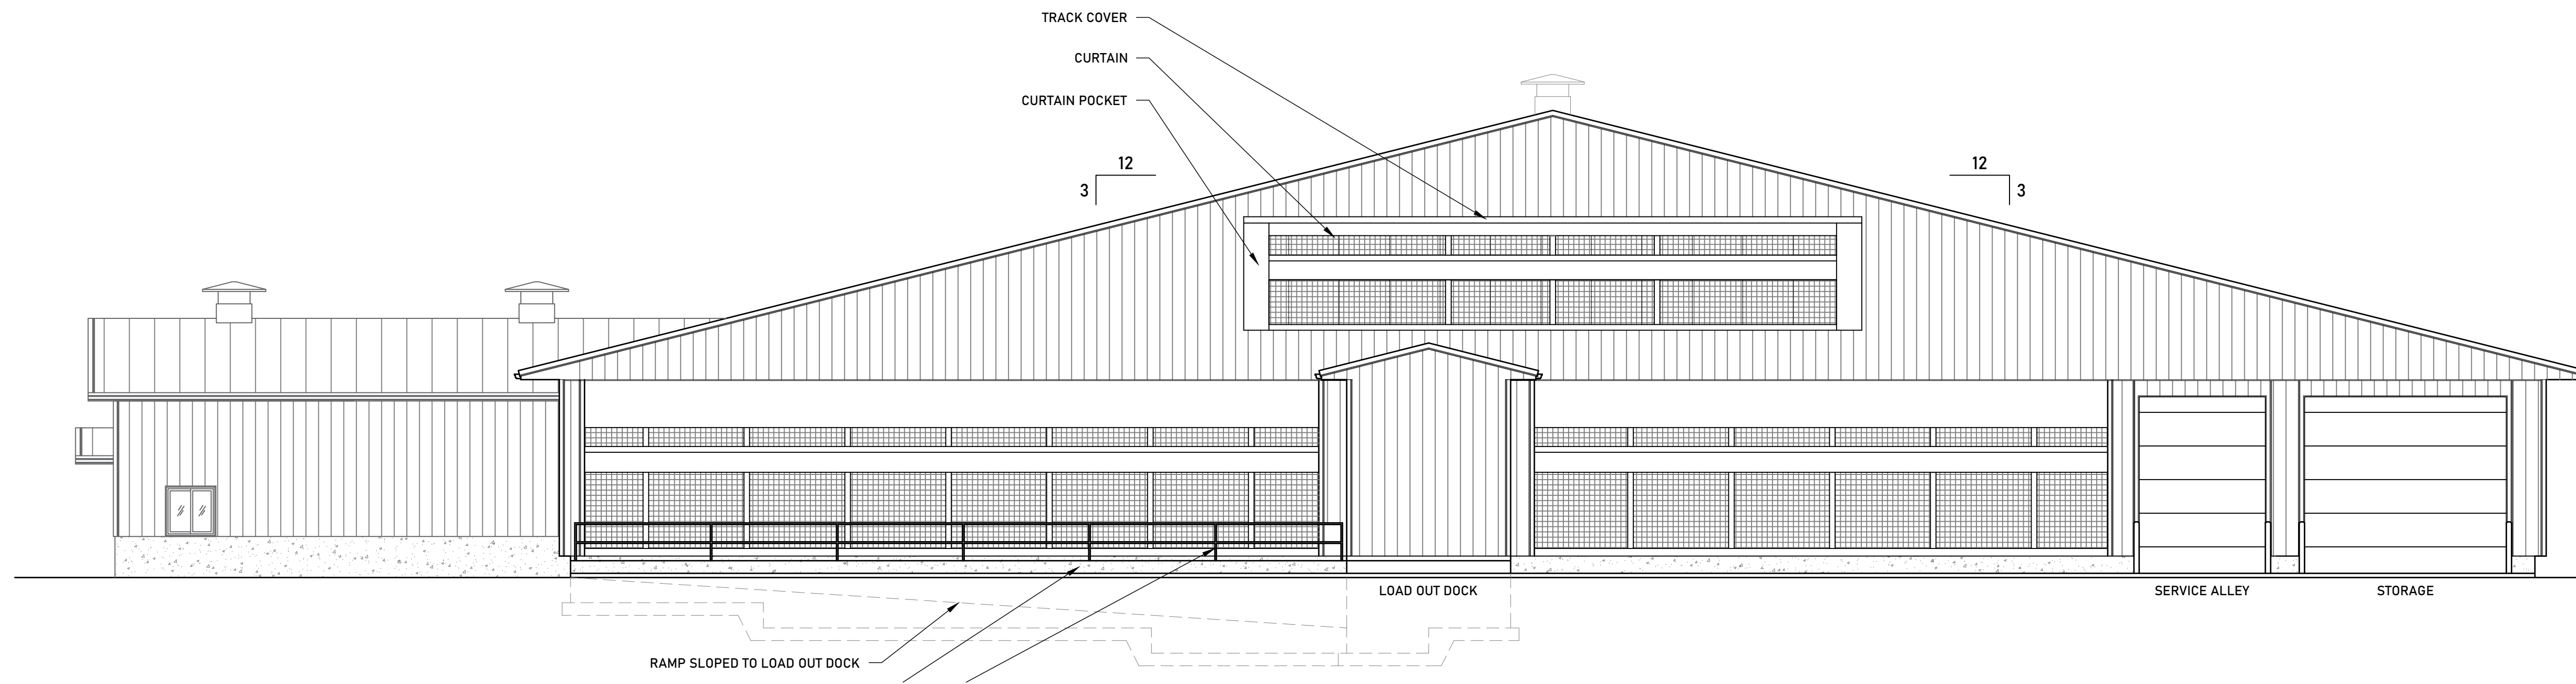 TRACK COVER
CURTAIN
CURTAIN POCKET
12
3
12
3
LOAD OUT DOCK
SERVICE ALLEY
STORAGE
RAMP SLOPED TO LOAD OUT DOCK